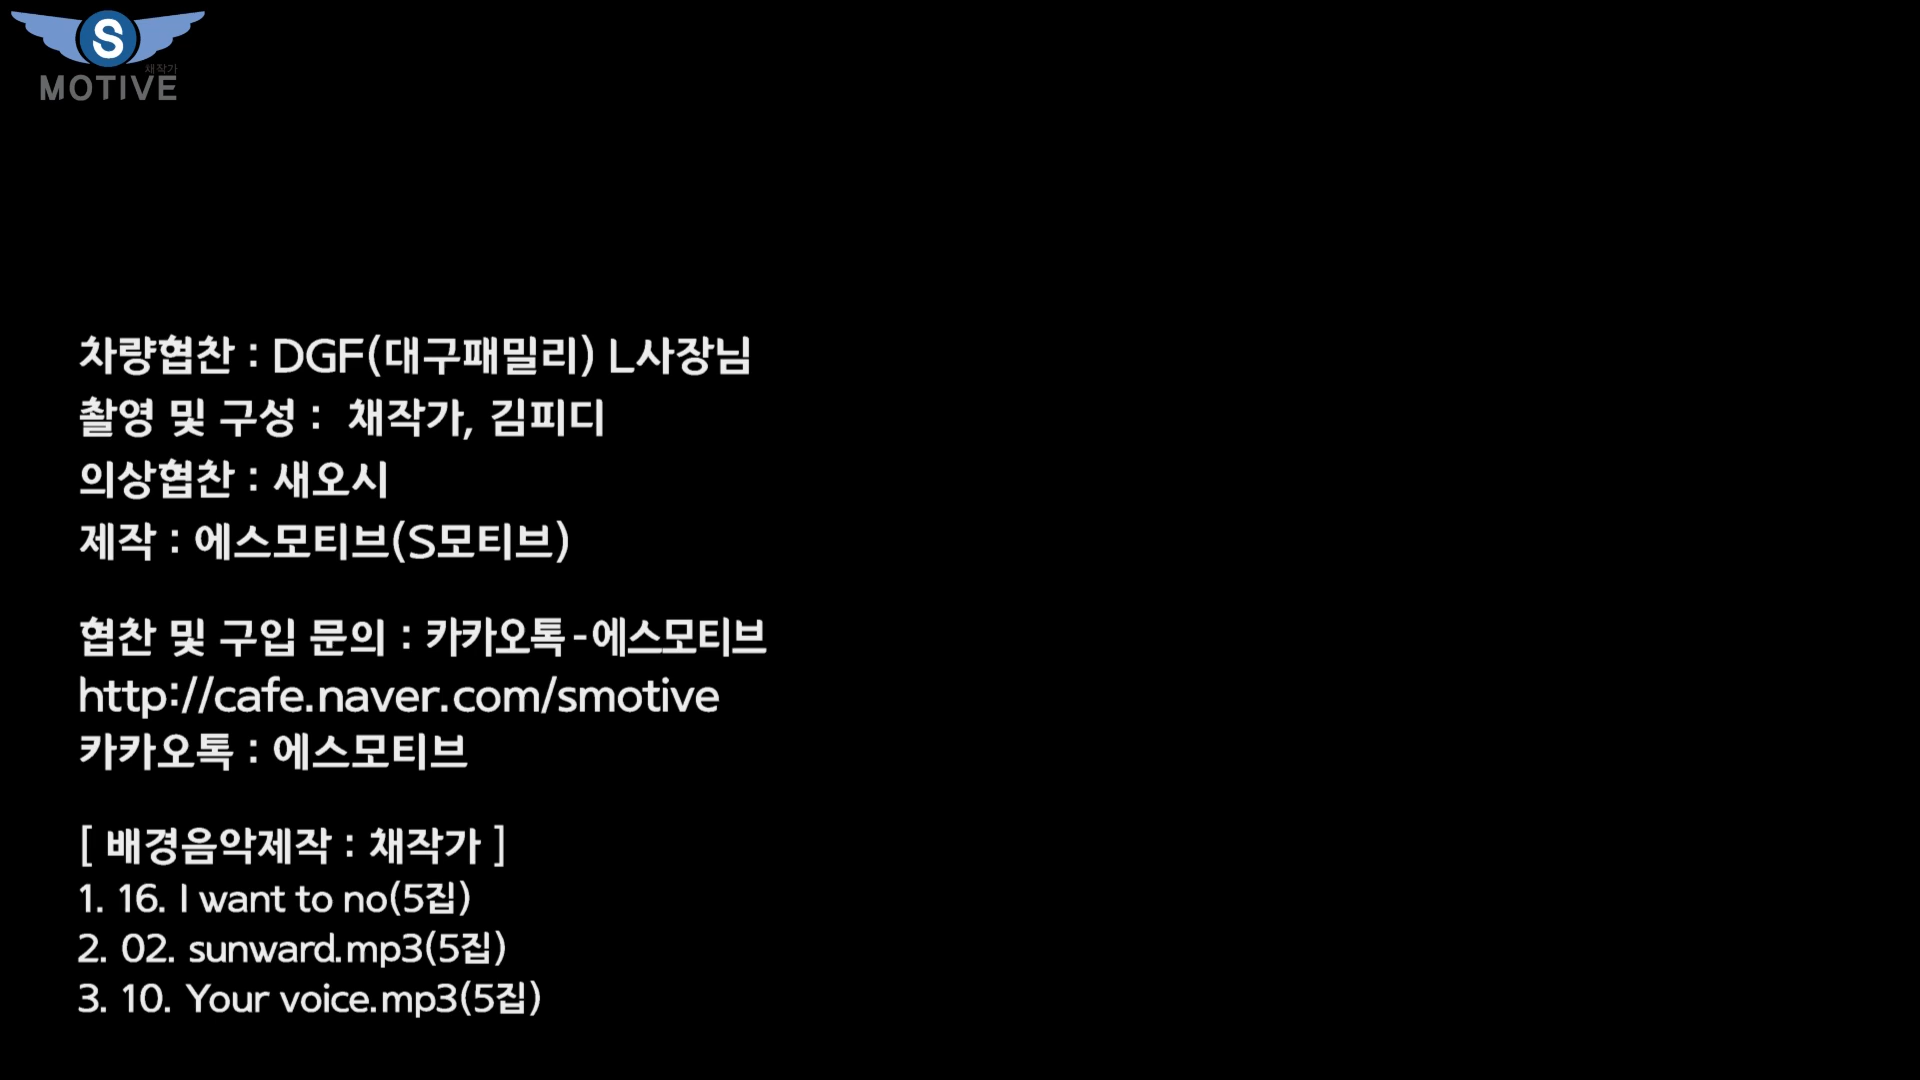 S
채작가
MOTIVE
차량협찬 : DGF(대구패밀리) L사장님
촬영 및 구성 : 채작가, 김피디
의상협찬 : 새오시
제작 : 에스모티브(S모티브)
협찬 및 구입 문의 : 카카오톡-에스모티브
http://cafe.naver.com/smotive
카카오톡 : 에스모티브
[ 배경음악제작 : 채작가 ]
1. 16. I want to no(5집)
2. 02. sunward.mp3(5집)
3. 10. Your voice.mp3(5집)